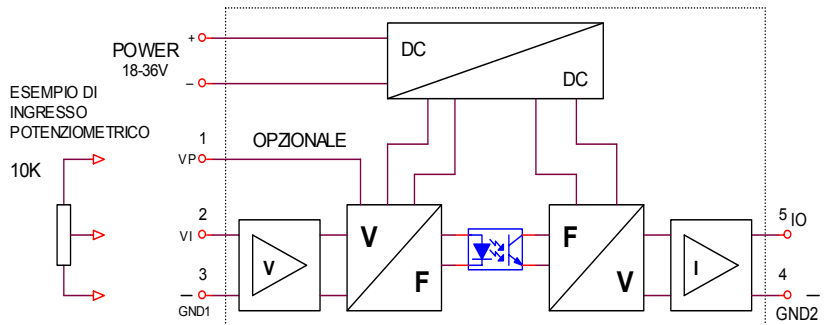 POWER
18-36V
+
–
DC
DC
ESEMPIO DI
INGRESSO
POTENZIOMETRICO
10K
1
VP
OPZIONALE
2
VI
3
–
GND1
V
V
F
F
V
I
5
IO
4
–
GND2